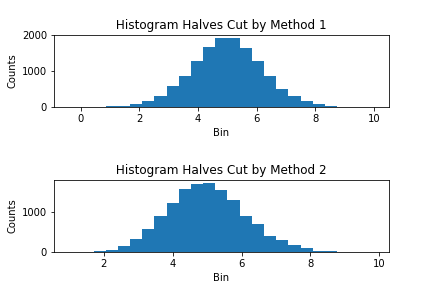 Histogram Halves Cut by Method 1
2000
1000
0
Counts
0 2 4 6 8 10
Bin
Histogram Halves Cut by Method 2
1000
0
Counts
2 4 6 8 10
Bin